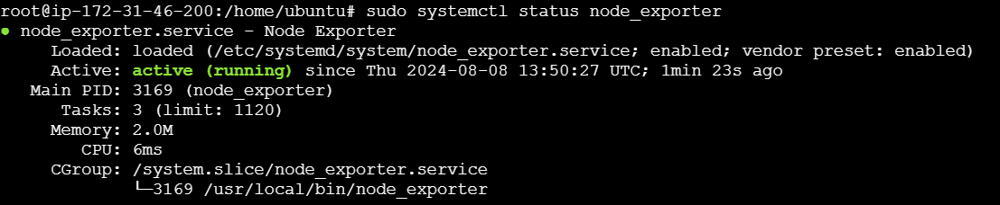 root@ip-172-31-46-200:/home/ubuntu# sudo systemctl status node_exporter
● node_exporter.service - Node Exporter
Loaded: loaded (/etc/systemd/system/node_exporter.service; enabled; vendor preset: enabled)
Active: active (running) since Thu 2024-08-08 13:50:27 UTC; 1min 23s ago
Main PID: 3169 (node_exporter)
Tasks: 3 (limit: 1120)
Memory: 2.0M
CPU: 6ms
CGroup: /system.slice/node_exporter.service
└─3169 /usr/local/bin/node_exporter